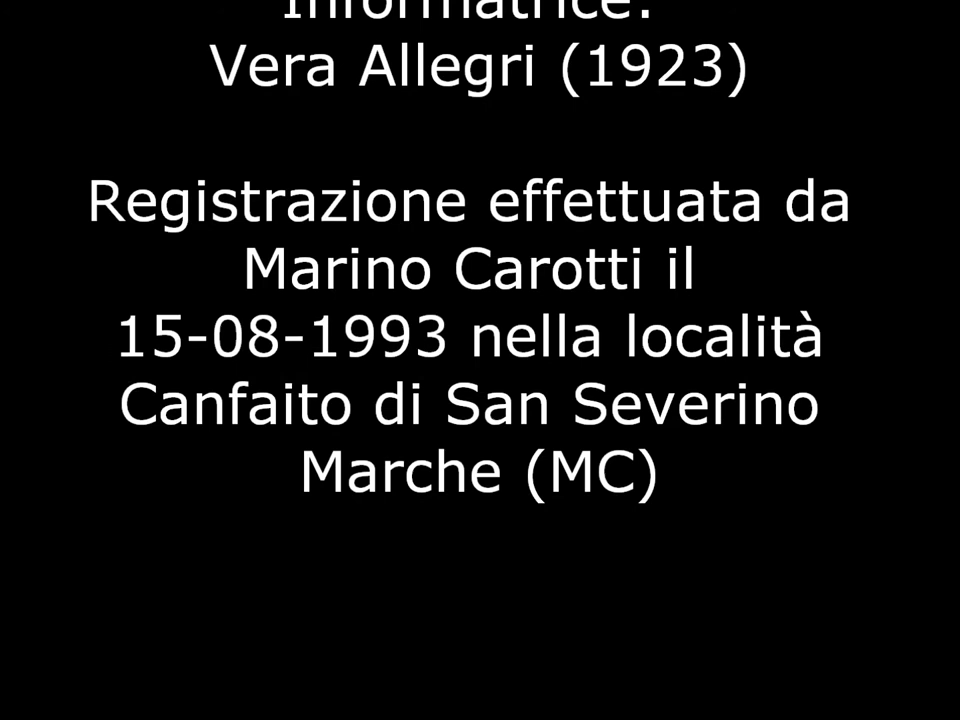 Informatrice:
Vera Allegri (1923)
Registrazione effettuata da
Marino Carotti il
15-08-1993 nella località
Canfaito di San Severino
Marche (MC)